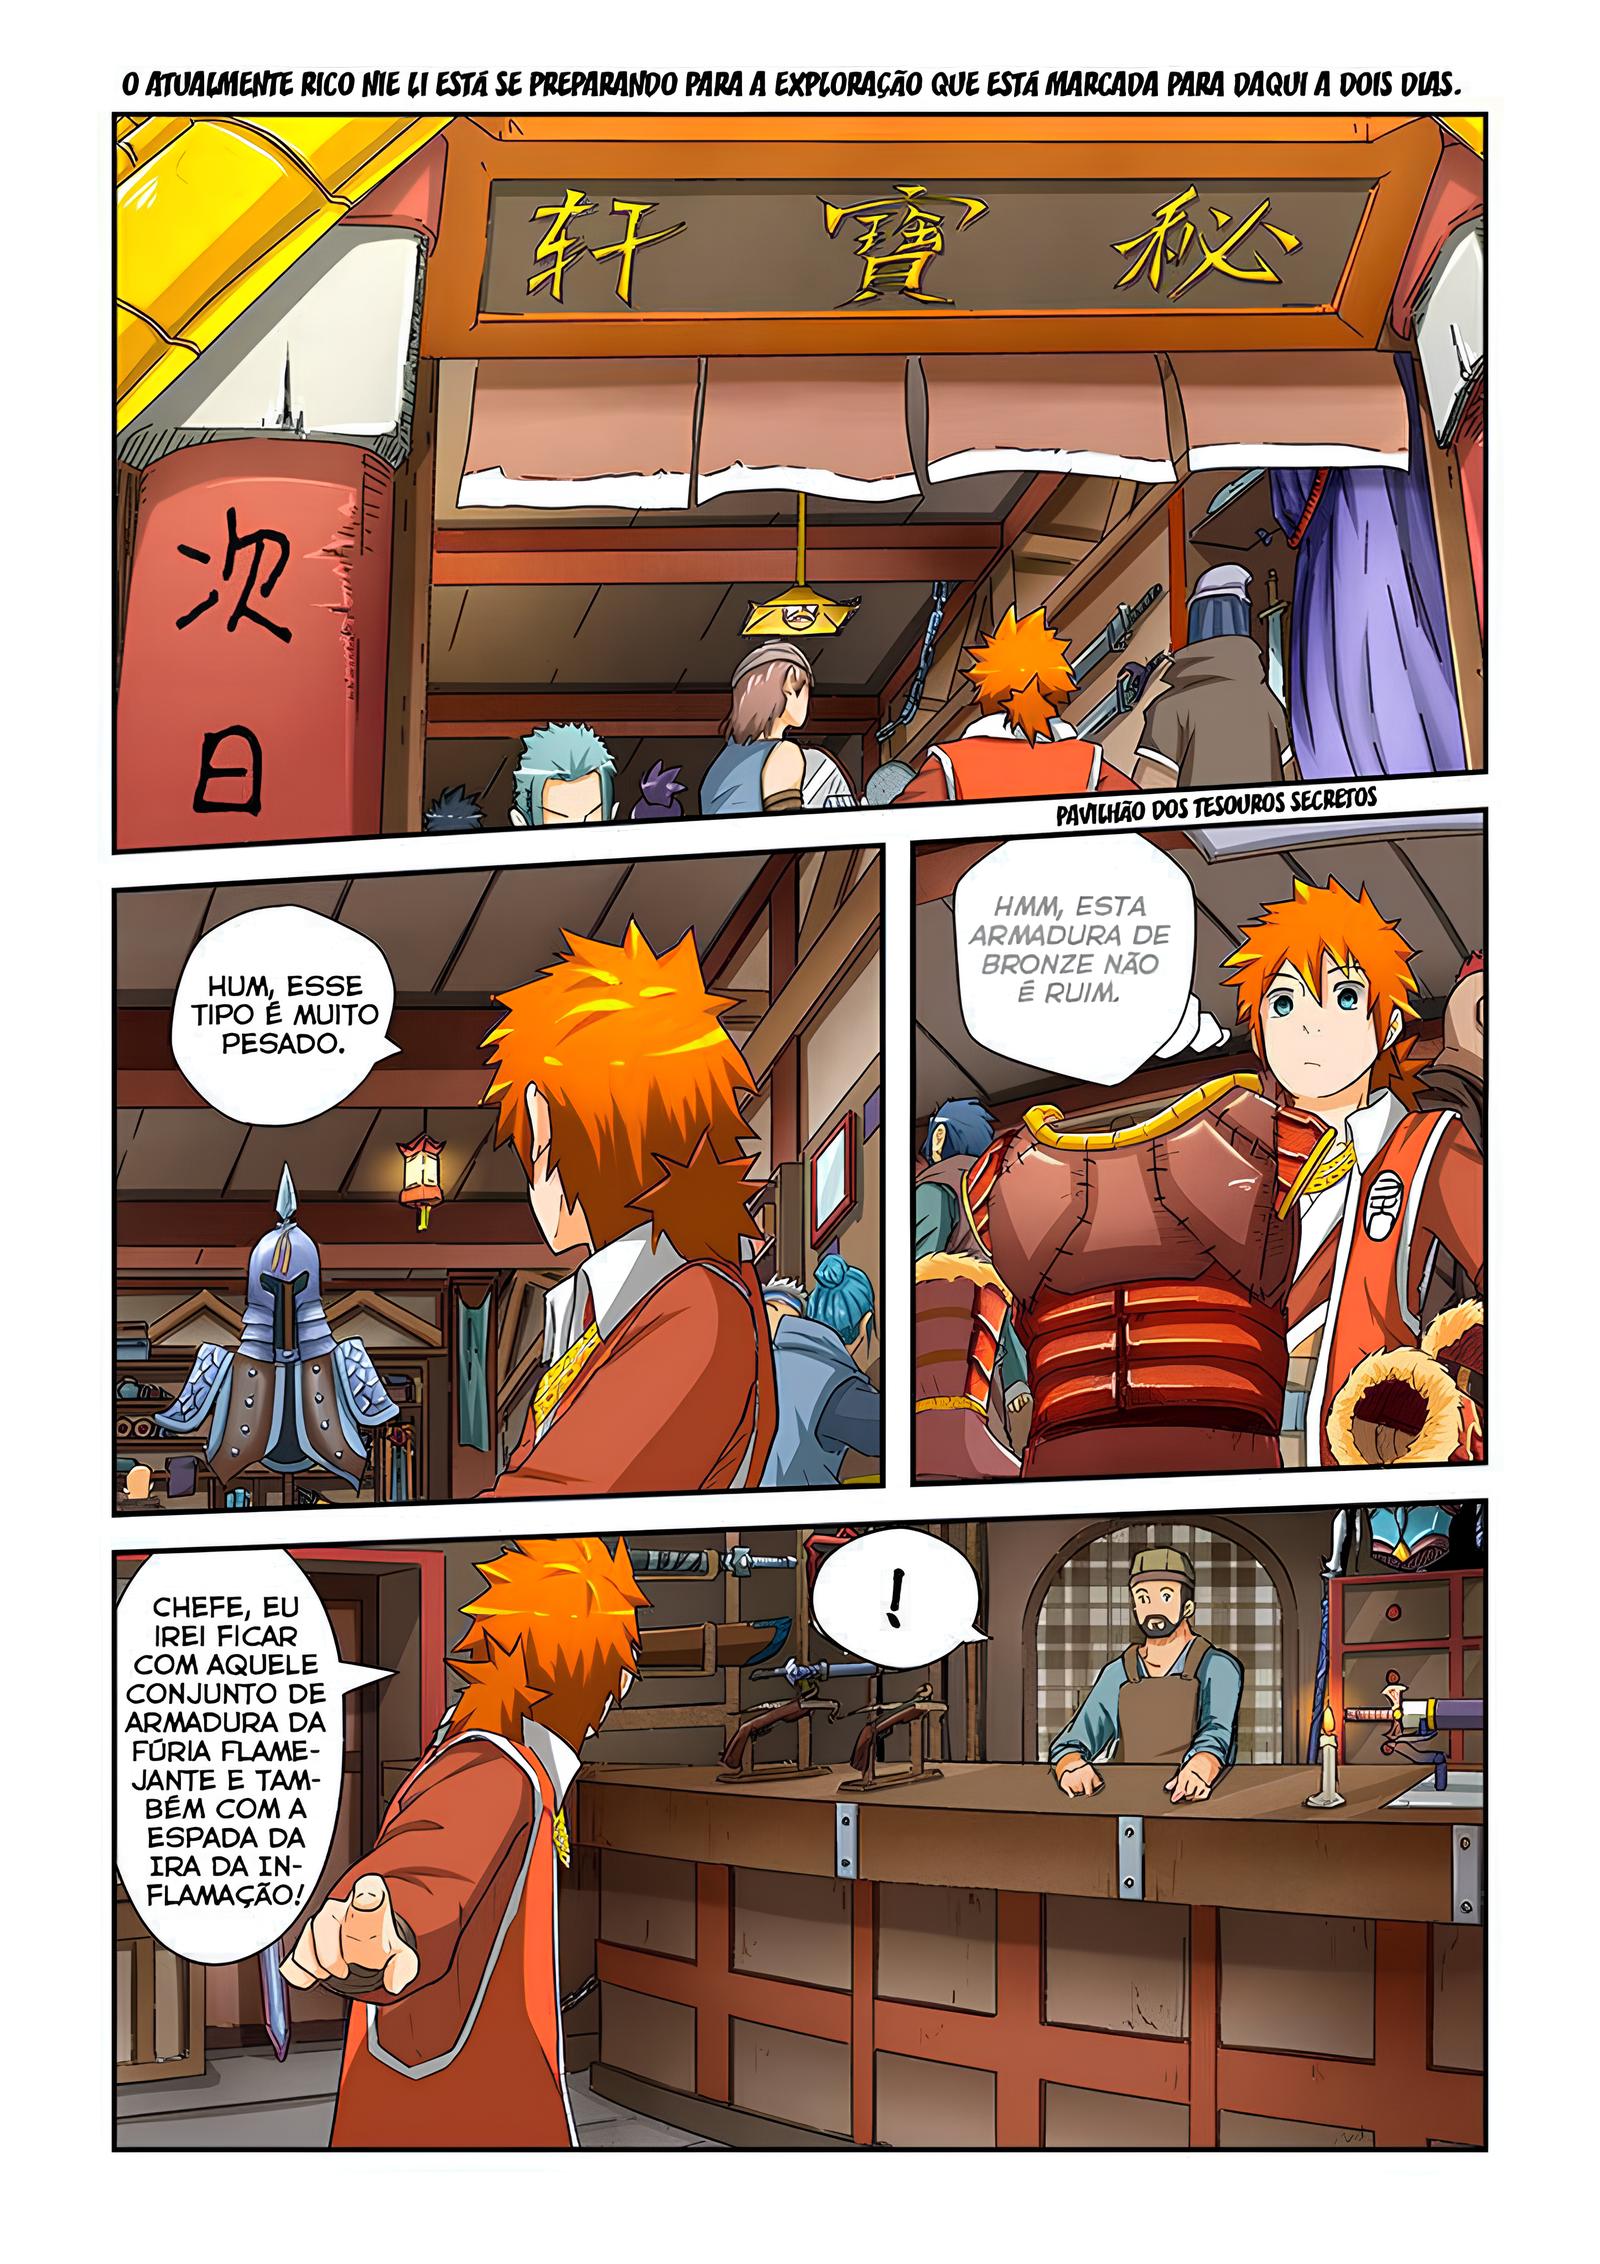 O ATUALMENTE RICO NIE LI ESTÁ SE PREPARANDO PARA A EXPLORAÇÃO QUE ESTÁ MARCADA PARA DAQUI A DOIS DIAS.
轩寶秘
次
日
PAVILHÃO DOS TESOUROS SECRETOS
HUM, ESSE
TIPO É MUITO
PESADO.
HMM, ESTA
ARMADURA DE
BRONZE NÃO
É RUIM.
CHEFE, EU
IREI FICAR
COM AQUELE
CONJUNTO DE
ARMADURA DA
FÚRIA FLAME-
JANTE E TAM-
BÉM COM A
ESPADA DA
IRA DA IN-
FLAMAÇÃO!
!